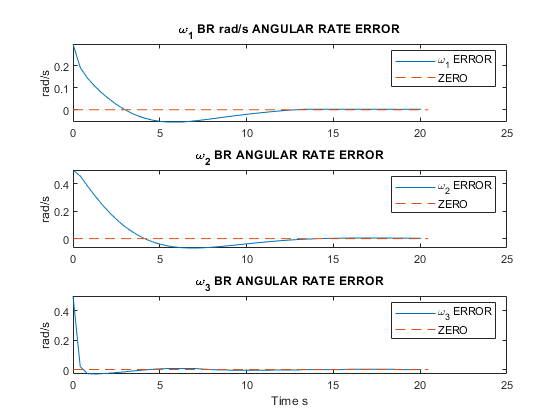 ω1 BR rad/s ANGULAR RATE ERROR
rad/s
0.2
0.1
0
ω1 ERROR
ZERO
0 5 10 15 20 25
ω2 BR ANGULAR RATE ERROR
rad/s
0.4
0.2
0
ω2 ERROR
ZERO
0 5 10 15 20 25
ω3 BR ANGULAR RATE ERROR
rad/s
0.4
0.2
0
ω3 ERROR
ZERO
0 5 10 15 20 25
Time s